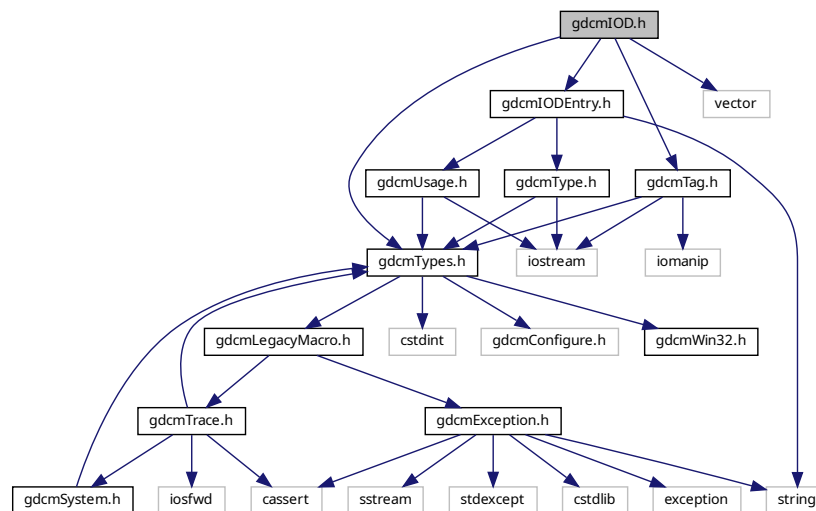 gdcmIOD.h
gdcmIODEntry.h
vector
gdcmUsage.h
gdcmType.h
gdcmTag.h
gdcmTypes.h
iostream
iomanip
gdcmLegacyMacro.h
cstdint
gdcmConfigure.h
gdcmWin32.h
gdcmTrace.h
gdcmException.h
gdcmSystem.h
iosfwd
cassert
sstream
stdexcept
cstdlib
exception
string